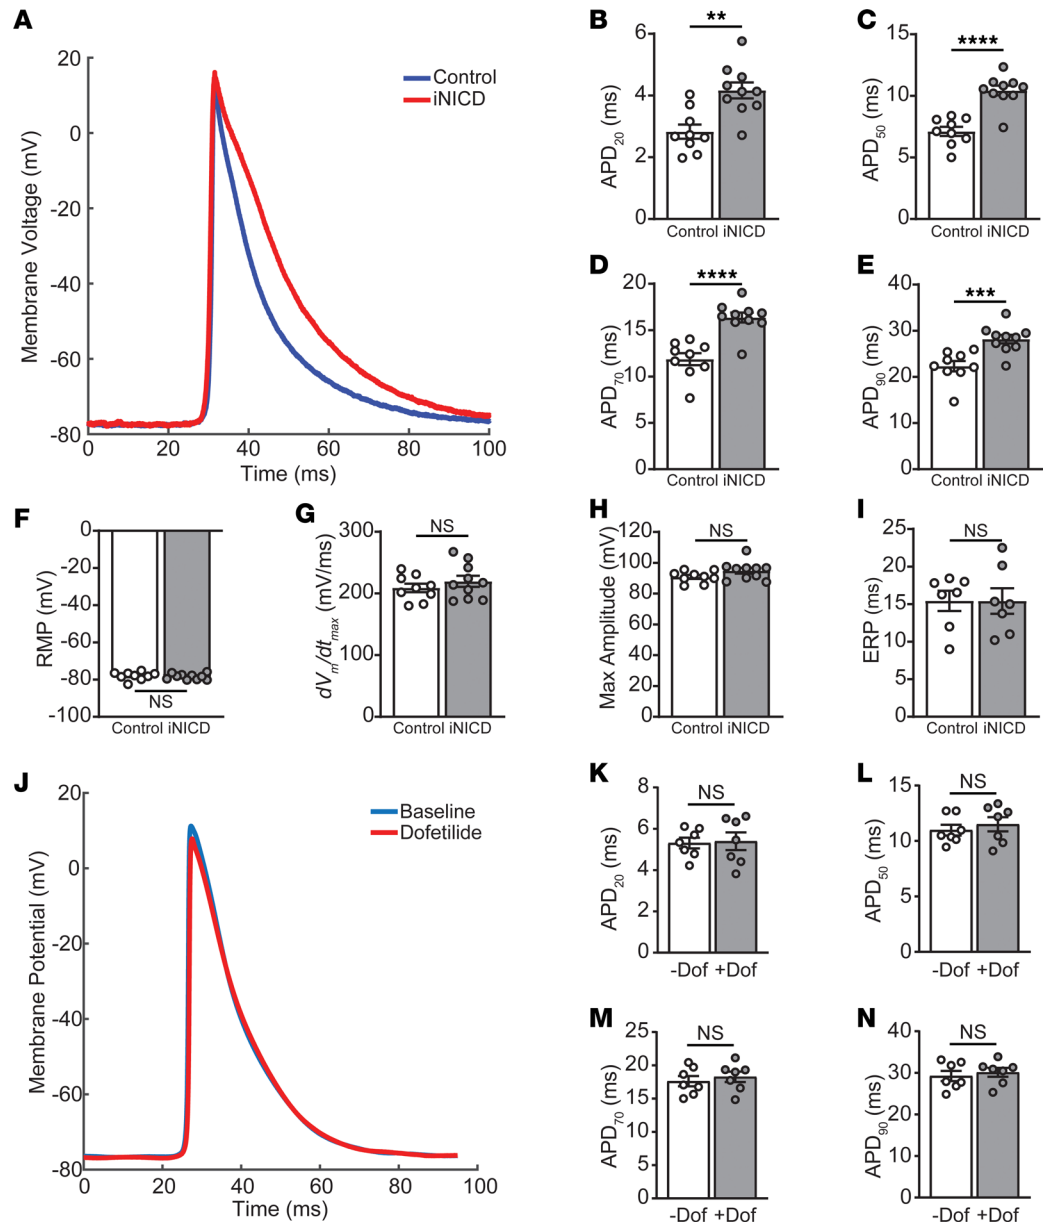 A
20
0
-20
-40
-60
-80
Membrane Voltage (mV)
0 20 40 60 80 100
Time (ms)
Control
iNICD
B
**
6
4
2
0
APD20 (ms)
Control iNICD
C
****
15
10
5
0
APD50 (ms)
Control iNICD
D
****
20
15
10
5
0
APD70 (ms)
Control iNICD
E
***
40
30
20
10
0
APD90 (ms)
Control iNICD
F
0
-20
-40
-60
-80
-100
RMP (mV)
NS
Control iNICD
G
NS
300
200
100
0
dVm/dtmax (mV/ms)
Control iNICD
H
NS
120
100
80
60
40
20
0
Max Amplitude (mV)
Control iNICD
I
NS
25
20
15
10
5
0
ERP (ms)
Control iNICD
J
20
0
-20
-40
-60
-80
Membrane Potential (mV)
0 20 40 60 80 100
Time (ms)
Baseline
Dofetilide
K
NS
8
6
4
2
0
APD20 (ms)
-Dof +Dof
L
NS
15
10
5
0
APD50 (ms)
-Dof +Dof
M
NS
25
20
15
10
5
0
APD70 (ms)
-Dof +Dof
N
NS
40
30
20
10
0
APD90 (ms)
-Dof +Dof